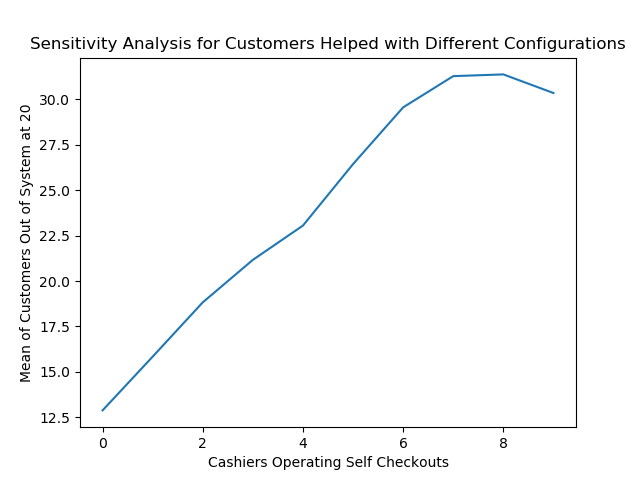 Sensitivity Analysis for Customers Helped with Different Configurations
Mean of Customers Out of System at 20
30.0
27.5
25.0
22.5
20.0
17.5
15.0
12.5
0 2 4 6 8
Cashiers Operating Self Checkouts